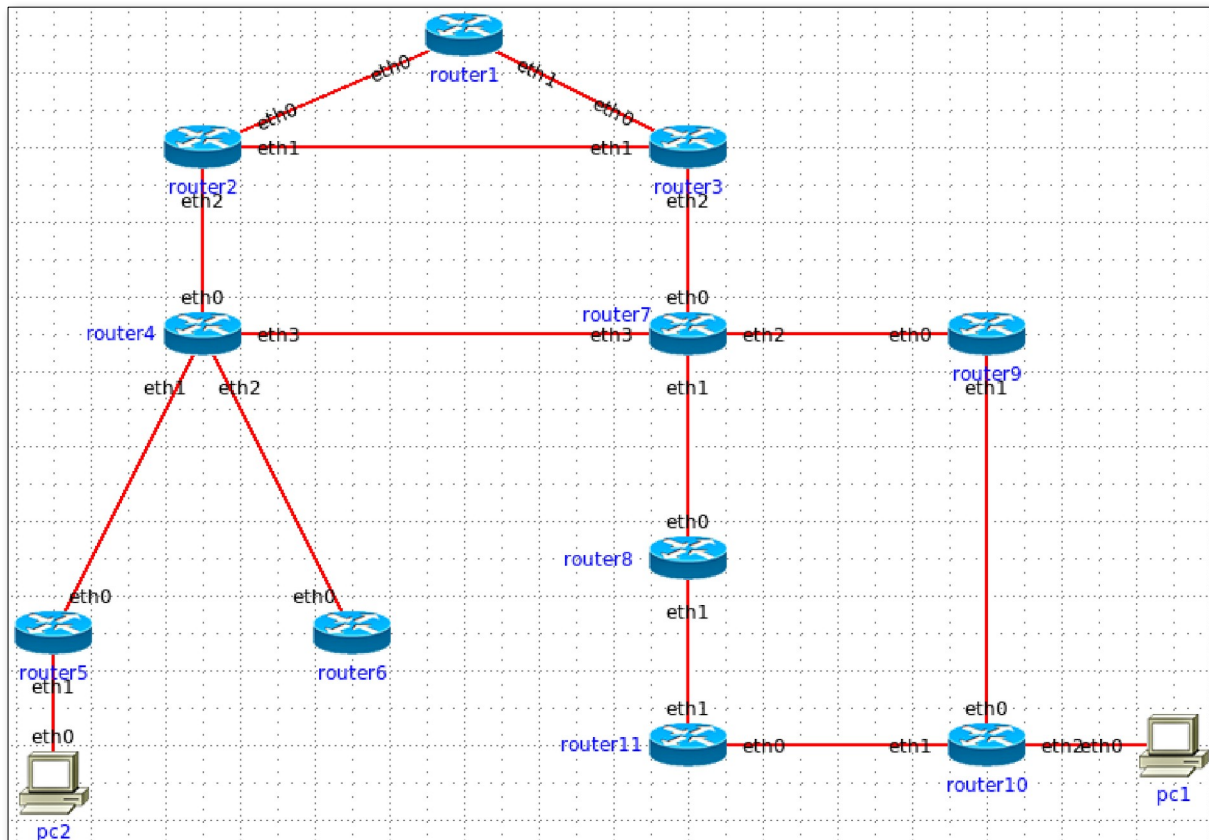 router1
eth0
eth1
eth0
eth0
eth1
eth1
router2
router3
eth2
eth2
eth0
eth0
router4
router7
eth3
eth3
eth2
eth0
router9
eth1
eth2
eth1
eth1
eth0
router8
eth0
eth0
eth1
router5
router6
eth1
eth1
eth0
eth0
router11
eth0
eth1
eth2
eth0
router10
pc1
pc2